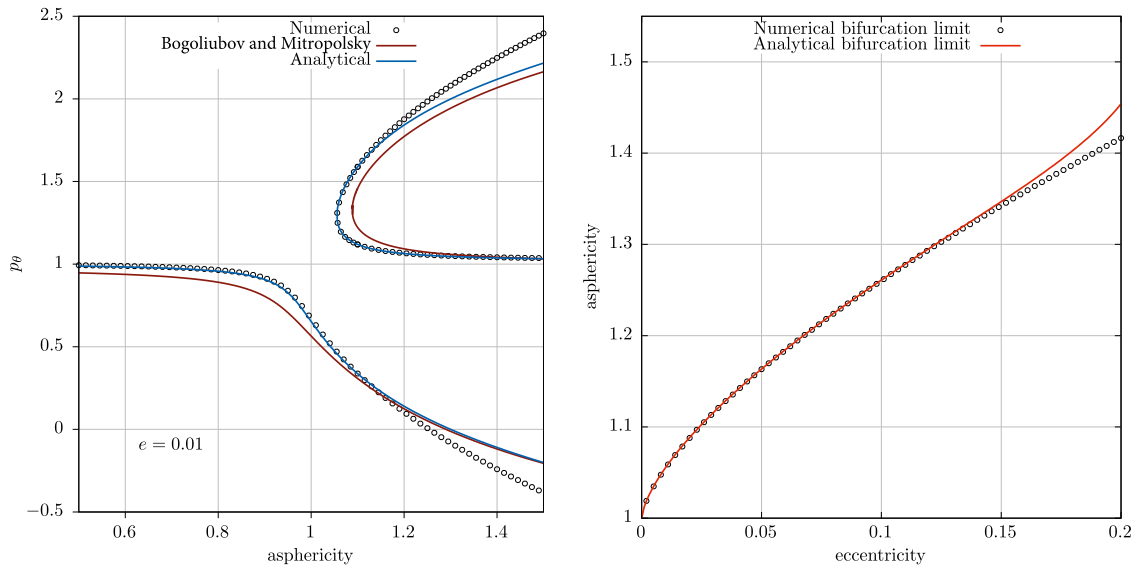 Numerical
Bogoliubov and Mitropolsky
Analytical
2.5
2
1.5
1
0.5
0
−0.5
pθ
e = 0.01
0.6 0.8 1 1.2 1.4
asphericity
Numerical bifurcation limit
Analytical bifurcation limit
1.5
1.4
1.3
1.2
1.1
1
asphericity
0 0.05 0.1 0.15 0.2
eccentricity